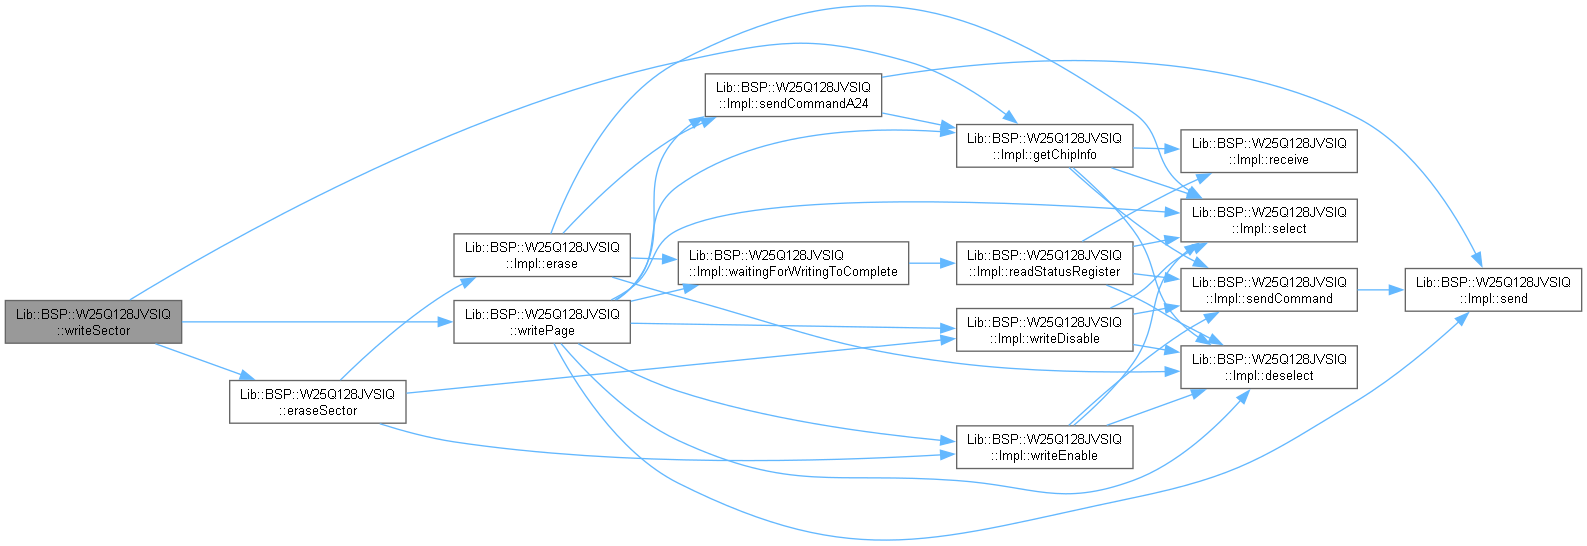 Lib::BSP::W25Q128JVSIQ
::writeSector
Lib::BSP::W25Q128JVSIQ
::eraseSector
Lib::BSP::W25Q128JVSIQ
::Impl::erase
Lib::BSP::W25Q128JVSIQ
::writePage
Lib::BSP::W25Q128JVSIQ
::Impl::sendCommandA24
Lib::BSP::W25Q128JVSIQ
::Impl::waitingForWritingToComplete
Lib::BSP::W25Q128JVSIQ
::Impl::getChipInfo
Lib::BSP::W25Q128JVSIQ
::Impl::readStatusRegister
Lib::BSP::W25Q128JVSIQ
::Impl::writeDisable
Lib::BSP::W25Q128JVSIQ
::Impl::writeEnable
Lib::BSP::W25Q128JVSIQ
::Impl::receive
Lib::BSP::W25Q128JVSIQ
::Impl::select
Lib::BSP::W25Q128JVSIQ
::Impl::sendCommand
Lib::BSP::W25Q128JVSIQ
::Impl::deselect
Lib::BSP::W25Q128JVSIQ
::Impl::send